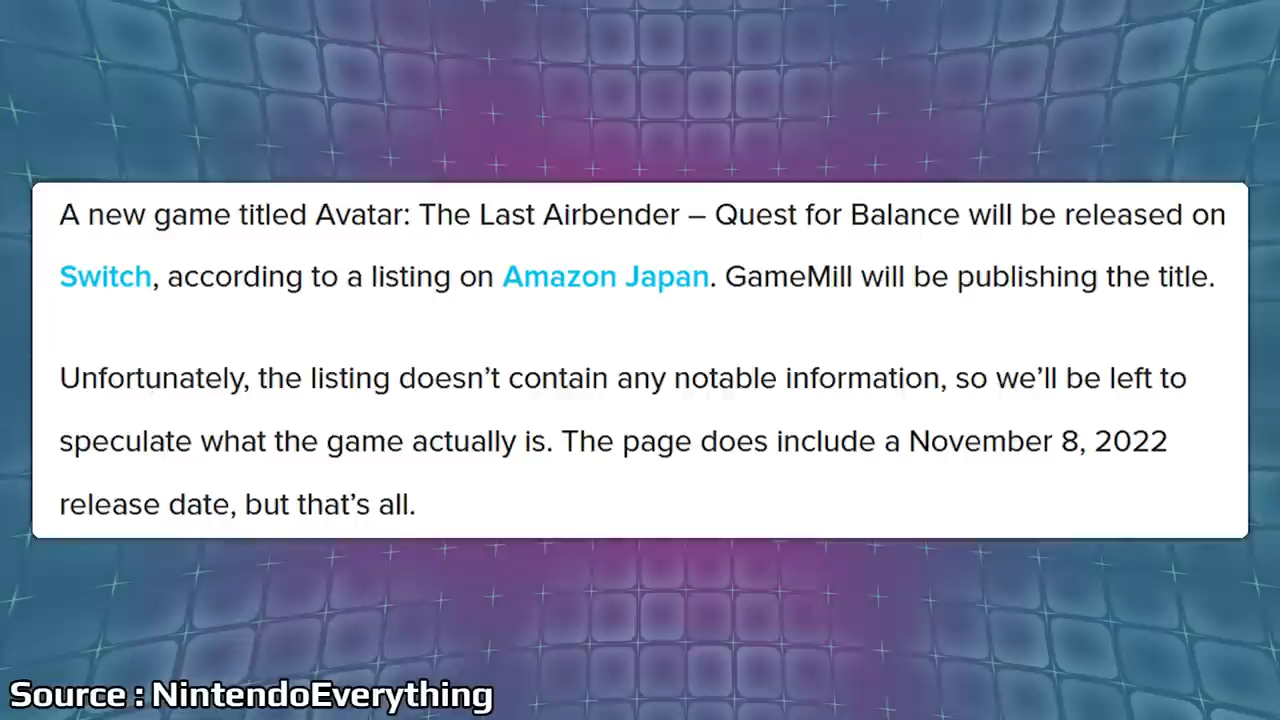 A new game titled Avatar: The Last Airbender – Quest for Balance will be released on
Switch, according to a listing on Amazon Japan. GameMill will be publishing the title.
Unfortunately, the listing doesn’t contain any notable information, so we’ll be left to
speculate what the game actually is. The page does include a November 8, 2022
release date, but that’s all.
Source : NintendoEverything